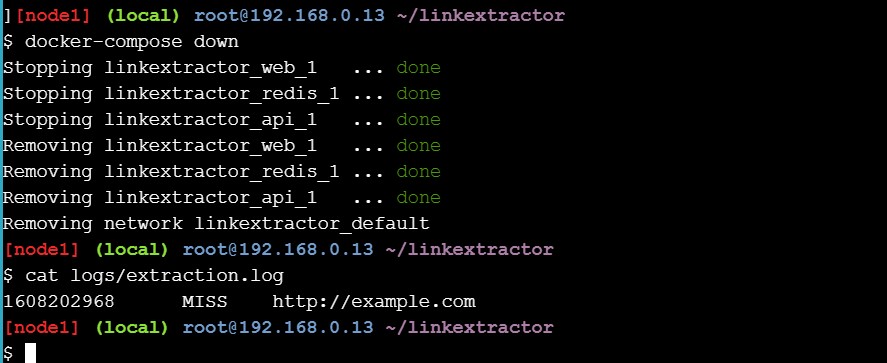 ][node1] (local) root@192.168.0.13 ~/linkextractor
$ docker-compose down
Stopping linkextractor_web_1   ... done
Stopping linkextractor_redis_1 ... done
Stopping linkextractor_api_1   ... done
Removing linkextractor_web_1   ... done
Removing linkextractor_redis_1 ... done
Removing linkextractor_api_1   ... done
Removing network linkextractor_default
[node1] (local) root@192.168.0.13 ~/linkextractor
$ cat logs/extraction.log
1608202968      MISS    http://example.com
[node1] (local) root@192.168.0.13 ~/linkextractor
$